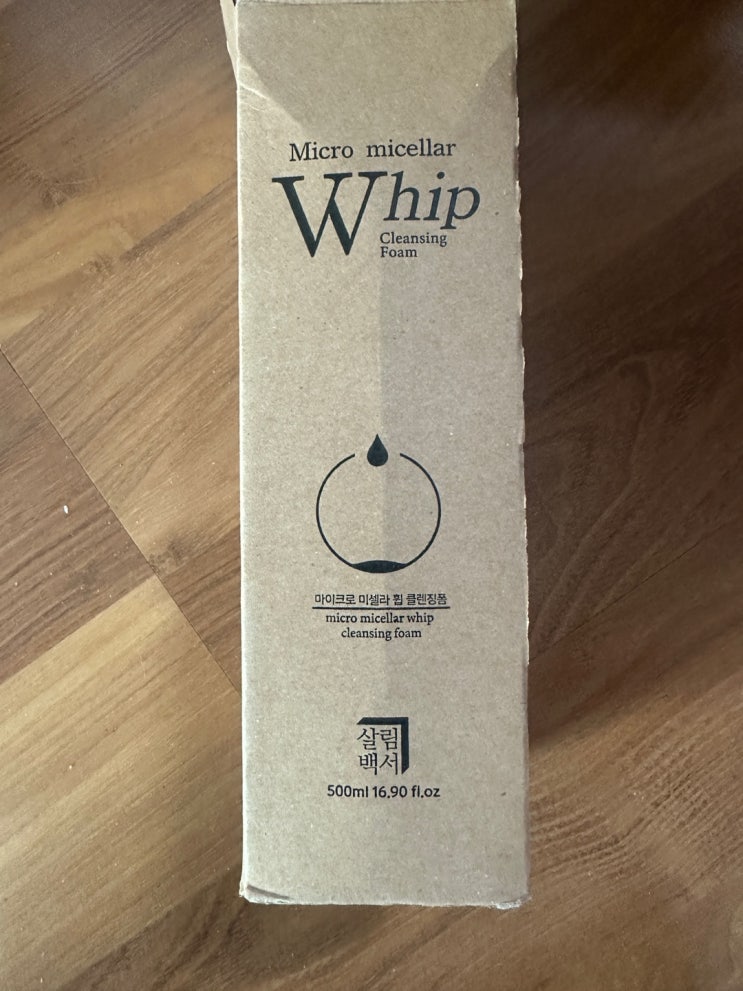 Micro micellar
Whip
Cleansing
Foam
마이크로 미셀라 휩 클렌징폼
micro micellar whip
cleansing foam
살림
백서
500ml 16.90 fl.oz